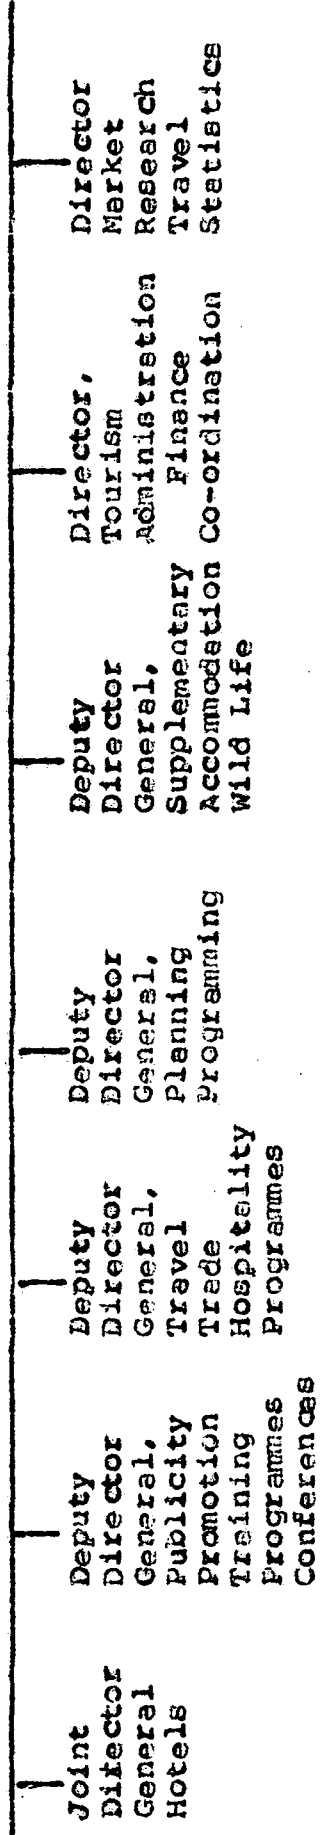 Joint
Director
General
Hotels
Deputy
Director
General,
Publicity
Promotion
Training
Programmes
Conferences
Deputy
Director
General,
Travel
Trade
Hospitality
Programmes
Deputy
Director
General,
Planning
Programming
Deputy
Director
General,
Supplementary
Accommodation
Wild Life
Director,
Tourism
Administration
Finance
Co-ordination
Director
Market
Research
Travel
Statistics